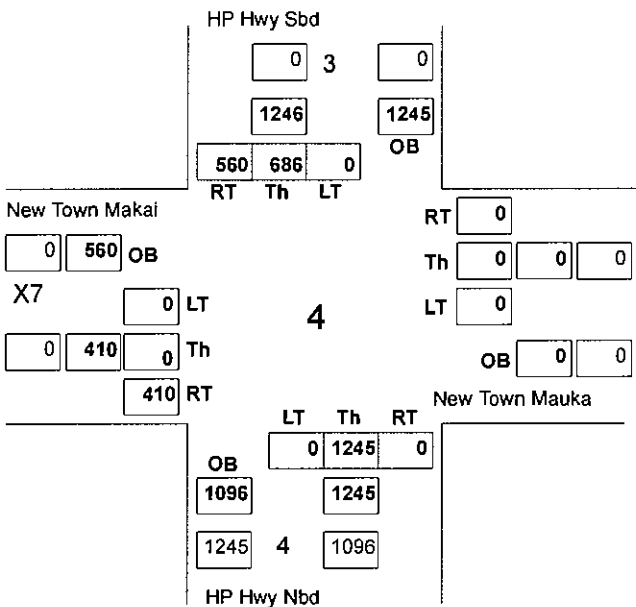 HP Hwy Sbd
0 3 0
1246 1245
OB
560 686 0
RT Th LT
New Town Makai
RT 0
0 560 OB
Th 0 0 0
X7
0 LT
4
LT 0
0 410 0 Th
OB 0 0
410 RT
New Town Mauka
LT Th RT
0 1245 0
OB
1096 1245
1245 4 1096
HP Hwy Nbd